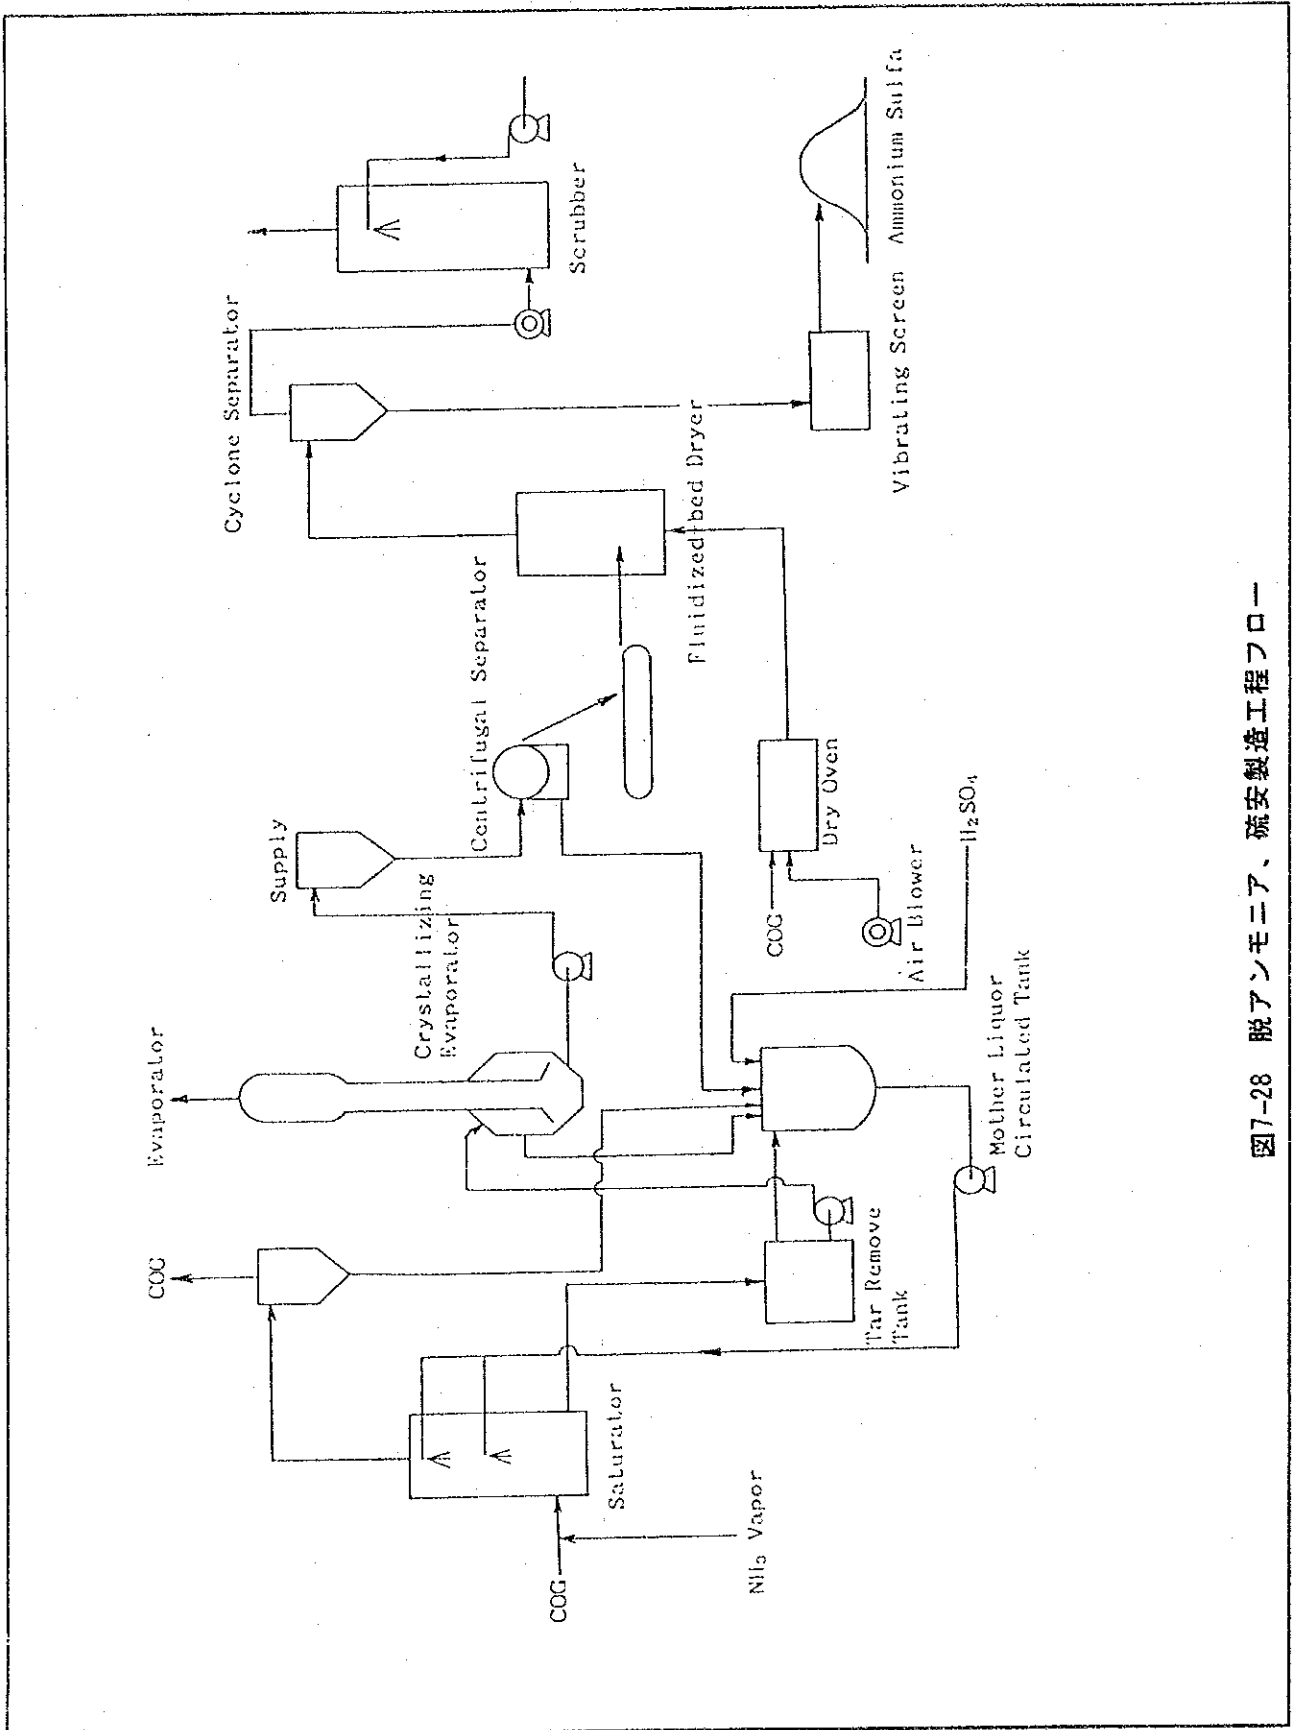 COG
NH₃ Vapor
Saturator
COG
Evaporator
Crystallizing
Evaporator
Supply
Centrifugal Separator
Cyclone Separator
Scrubber
Fluidized-bed Dryer
Tar Remove
Tank
Mother Liquor
Circulated Tank
H₂SO₄
COG
Air Blower
Dry Oven
Vibrating Screen
Ammonium Sulfa
図7-28 脱アンモニア、硫安製造工程フロー